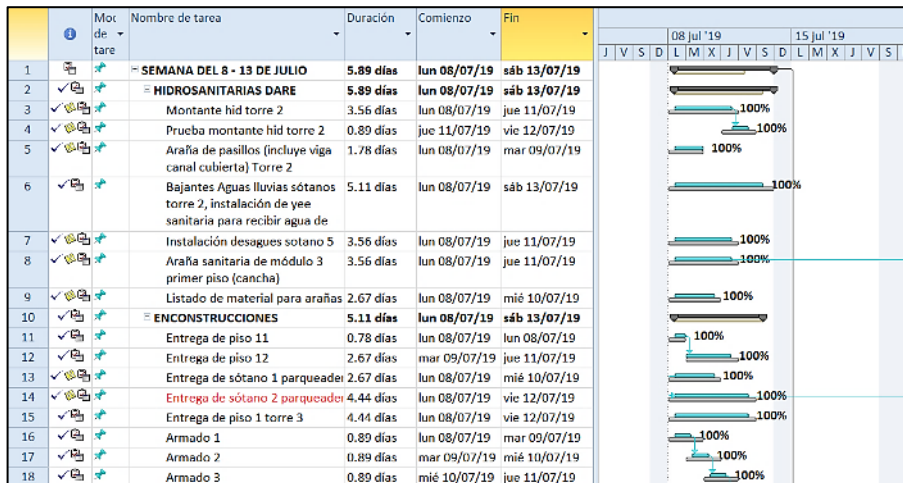 Moc de tare Nombre de tarea Duración Comienzo Fin
08 jul '19 15 jul '19
J V S D L M X J V S D L M X J V S
1 SEMANA DEL 8 - 13 DE JULIO 5.89 días lun 08/07/19 sáb 13/07/19
2 HIDROSANITARIAS DARE 5.89 días lun 08/07/19 sáb 13/07/19
3 Montante hid torre 2 3.56 días lun 08/07/19 jue 11/07/19 100%
4 Prueba montante hid torre 2 0.89 días jue 11/07/19 vie 12/07/19 100%
5 Araña de pasillos (incluye viga 1.78 días lun 08/07/19 mar 09/07/19 100%
canal cubierta) Torre 2
6 Bajantes Aguas lluvias sótanos 5.11 días lun 08/07/19 sáb 13/07/19 100%
torre 2, instalación de yee
sanitaria para recibir agua de
7 Instalación desagues sotano 5 3.56 días lun 08/07/19 jue 11/07/19 100%
8 Araña sanitaria de módulo 3 3.56 días lun 08/07/19 jue 11/07/19 100%
primer piso (cancha)
9 Listado de material para arañas 2.67 días lun 08/07/19 mié 10/07/19 100%
10 ENCONSTRUCCIONES 5.11 días lun 08/07/19 sáb 13/07/19
11 Entrega de piso 11 0.78 días lun 08/07/19 lun 08/07/19 100%
12 Entrega de piso 12 2.67 días mar 09/07/19 jue 11/07/19 100%
13 Entrega de sótano 1 parqueader 2.67 días lun 08/07/19 mié 10/07/19 100%
14 Entrega de sótano 2 parqueader 4.44 días lun 08/07/19 vie 12/07/19 100%
15 Entrega de piso 1 torre 3 4.44 días lun 08/07/19 vie 12/07/19 100%
16 Armado 1 0.89 días lun 08/07/19 mar 09/07/19 100%
17 Armado 2 0.89 días mar 09/07/19 mié 10/07/19 100%
18 Armado 3 0.89 días mié 10/07/19 jue 11/07/19 100%